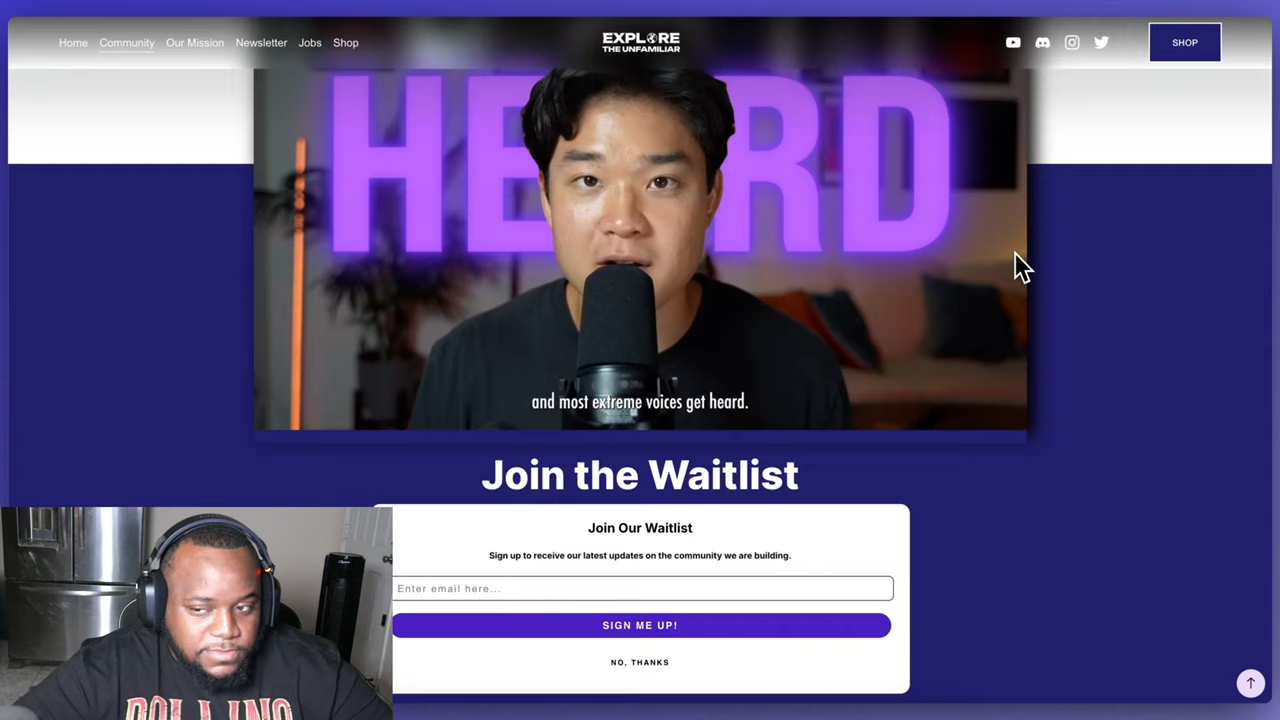 Home Community Our Mission Newsletter Jobs Shop
EXPLORE
THE UNFAMILIAR
SHOP
HEARD
and most extreme voices get heard.
Join the Waitlist
Join Our Waitlist
Sign up to receive our latest updates on the community we are building.
Enter email here...
SIGN ME UP!
NO, THANKS
ROLLING